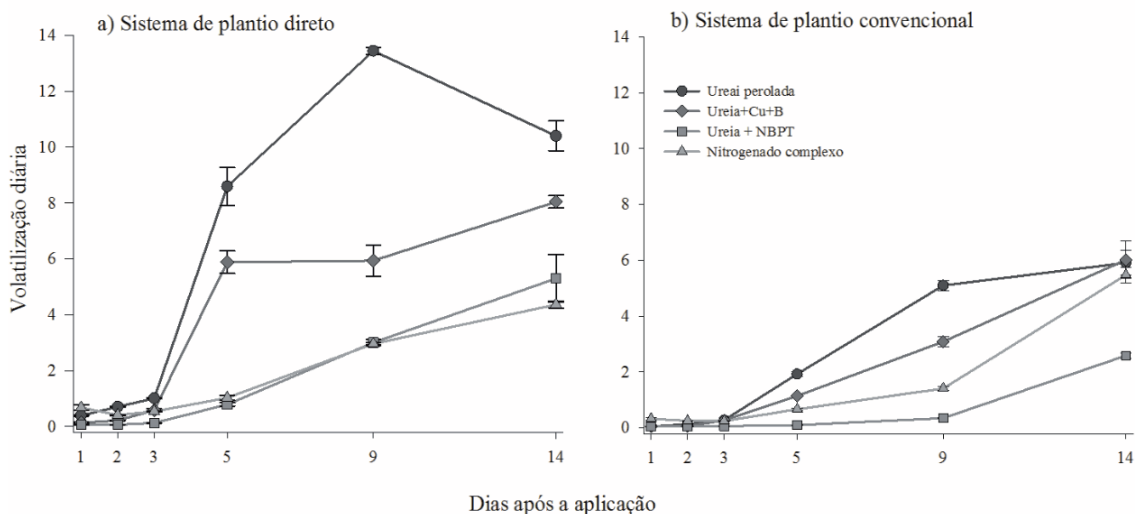 a) Sistema de plantio direto
14
12
10
8
6
4
2
0
1 2 3 5 9 14
Volatilização diária
b) Sistema de plantio convencional
14
12
10
8
6
4
2
0
Ureai perolada
Ureia+Cu+B
Ureia + NBPT
Nitrogenado complexo
1 2 3 5 9 14
Dias após a aplicação